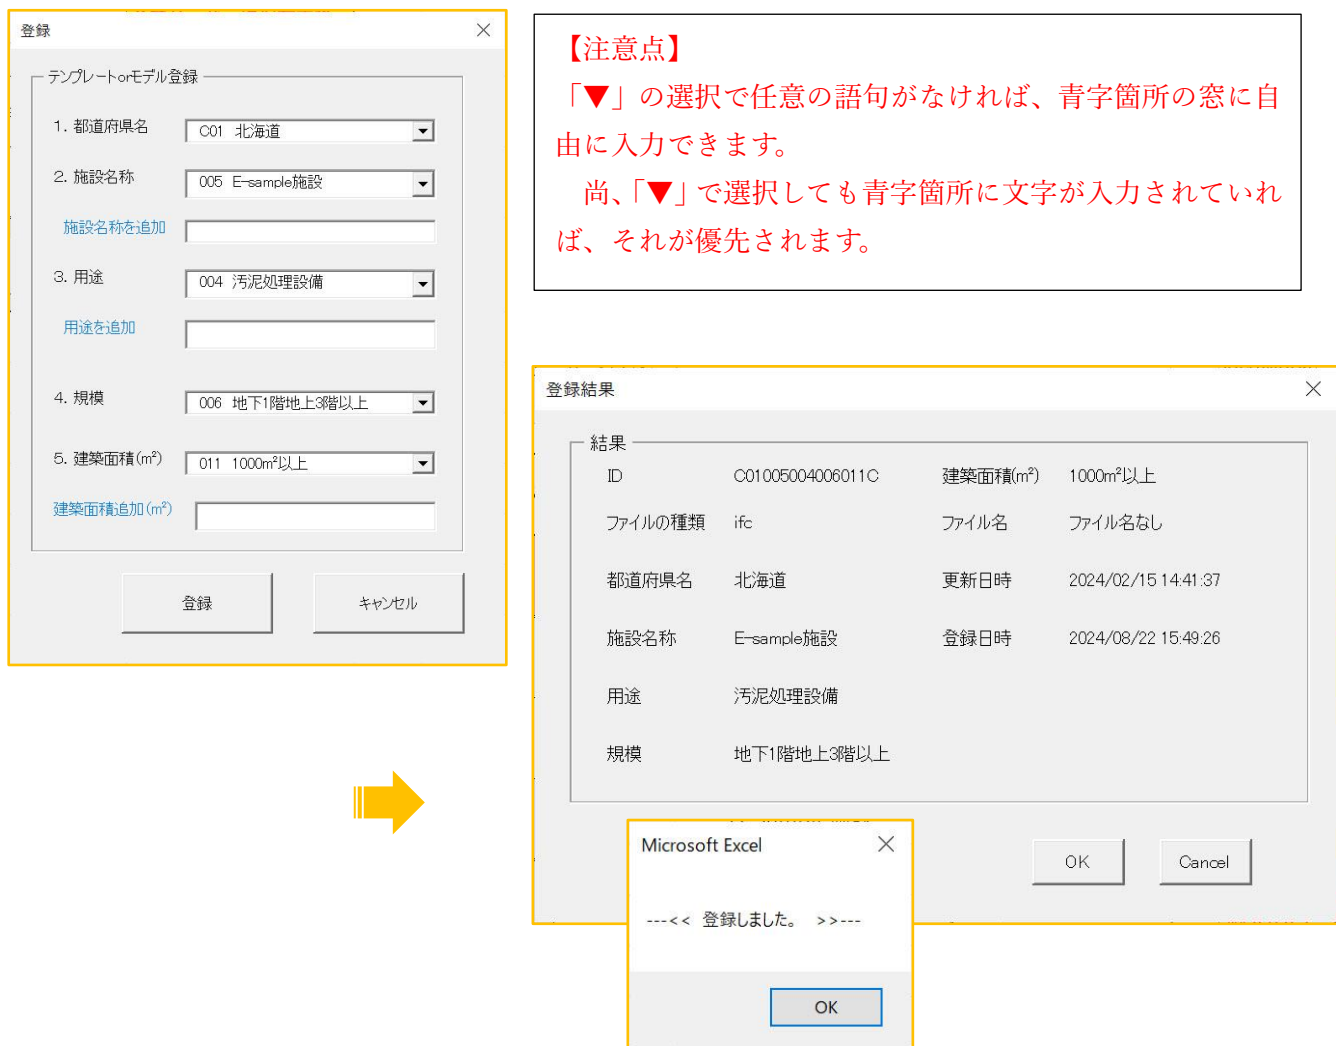 登録
テンプレートorモデル登録
1. 都道府県名
C01 北海道
2. 施設名称
005 E-sample施設
施設名称を追加
3. 用途
004 汚泥処理設備
用途を追加
4. 規模
006 地下1階地上3階以上
5. 建築面積(m²)
011 1000m²以上
建築面積追加(m²)
登録
キャンセル
【注意点】
「▼」の選択で任意の語句がなければ、青字箇所の窓に自
由に入力できます。
尚、「▼」で選択しても青字箇所に文字が入力されていれ
ば、それが優先されます。
登録結果
結果
ID C01005004006011C 建築面積(m²) 1000m²以上
ファイルの種類 ifc ファイル名 ファイル名なし
都道府県名 北海道 更新日時 2024/02/15 14:41:37
施設名称 E-sample施設 登録日時 2024/08/22 15:49:26
用途 汚泥処理設備
規模 地下1階地上3階以上
OK Cancel
Microsoft Excel
---<< 登録しました。 >>---
OK